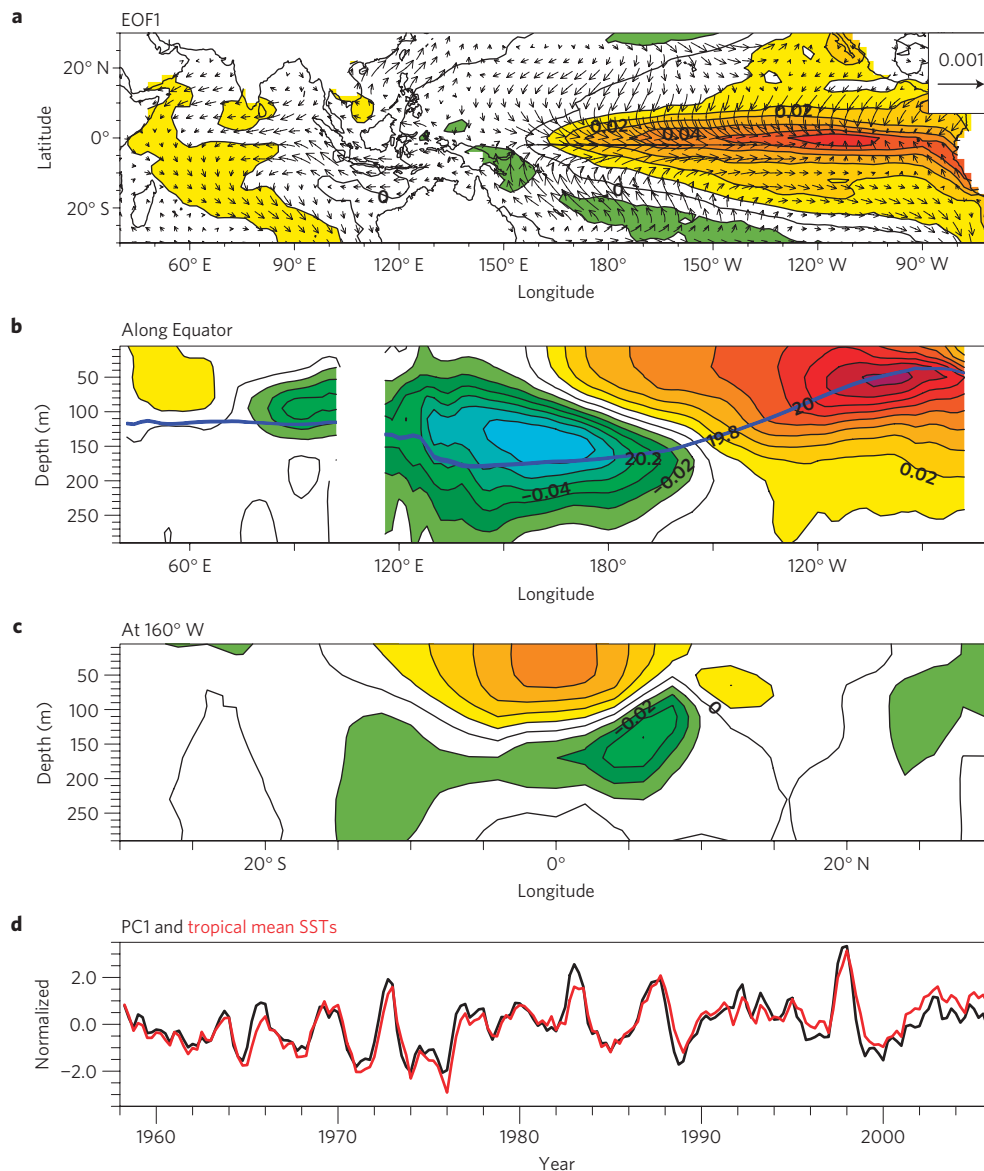 a
EOF1
0.001
20° N
0°
20° S
Latitude
0.02
0.02
0.04
0
0
60° E 90° E 120° E 150° E 180° 150° W 120° W 90° W
Longitude
b
Along Equator
50
100
150
200
250
Depth (m)
20
19.8
20.2
−0.02
−0.04
0.02
60° E 120° E 180° 120° W
Longitude
c
At 160° W
50
100
150
200
250
Depth (m)
−0.02
0
20° S 0° 20° N
Longitude
d
PC1 and tropical mean SSTs
2.0
0.0
−2.0
Normalized
1960 1970 1980 1990 2000
Year